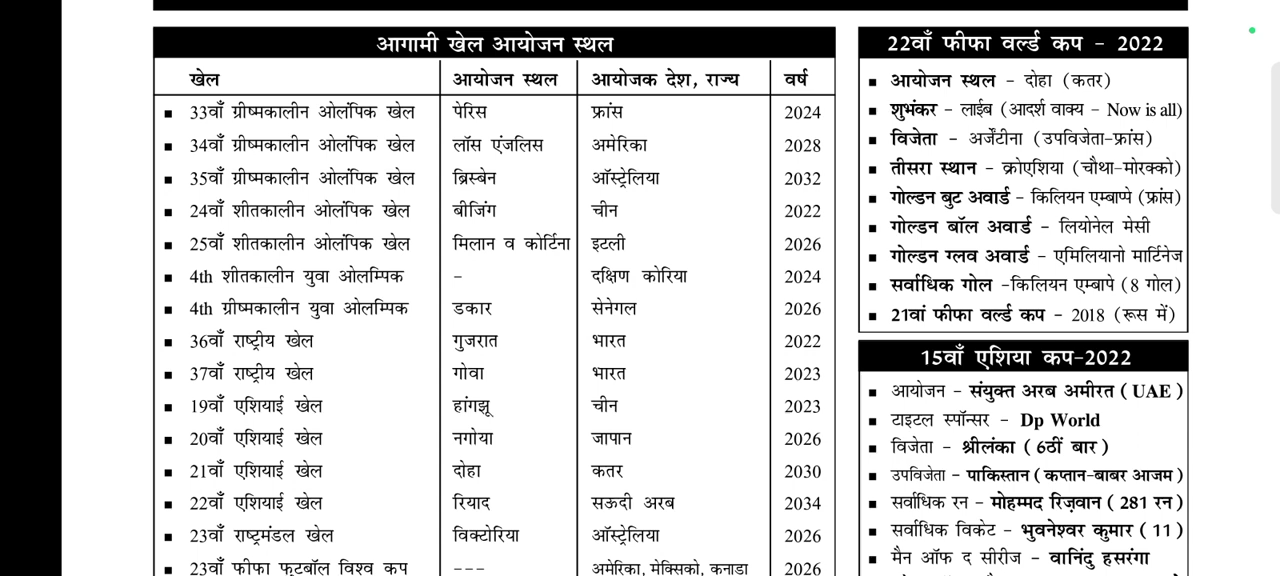 आगामी खेल आयोजन स्थल
खेल आयोजन स्थल आयोजक देश, राज्य वर्ष
▪ 33वाँ ग्रीष्मकालीन ओलंपिक खेल पेरिस फ्रांस 2024
▪ 34वाँ ग्रीष्मकालीन ओलंपिक खेल लॉस एंजलिस अमेरिका 2028
▪ 35वाँ ग्रीष्मकालीन ओलंपिक खेल ब्रिस्बेन ऑस्ट्रेलिया 2032
▪ 24वाँ शीतकालीन ओलंपिक खेल बीजिंग चीन 2022
▪ 25वाँ शीतकालीन ओलंपिक खेल मिलान व कोर्टिना इटली 2026
▪ 4th शीतकालीन युवा ओलम्पिक – दक्षिण कोरिया 2024
▪ 4th ग्रीष्मकालीन युवा ओलम्पिक डकार सेनेगल 2026
▪ 36वाँ राष्ट्रीय खेल गुजरात भारत 2022
▪ 37वाँ राष्ट्रीय खेल गोवा भारत 2023
▪ 19वाँ एशियाई खेल हांगझू चीन 2023
▪ 20वाँ एशियाई खेल नगोया जापान 2026
▪ 21वाँ एशियाई खेल दोहा कतर 2030
▪ 22वाँ एशियाई खेल रियाद सऊदी अरब 2034
▪ 23वाँ राष्ट्रमंडल खेल विक्टोरिया ऑस्ट्रेलिया 2026
▪ 23वाँ फीफा फुटबॉल विश्व कप --- अमेरिका, मेक्सिको, कनाडा 2026
22वाँ फीफा वर्ल्ड कप – 2022
▪ आयोजन स्थल – दोहा (कतर)
▪ शुभंकर – लाईब (आदर्श वाक्य – Now is all)
▪ विजेता – अर्जेंटीना (उपविजेता-फ्रांस)
▪ तीसरा स्थान – क्रोएशिया (चौथा-मोरक्को)
▪ गोल्डन बुट अवार्ड – किलियन एम्बाप्पे (फ्रांस)
▪ गोल्डन बॉल अवार्ड – लियोनेल मेसी
▪ गोल्डन ग्लव अवार्ड – एमिलियानो मार्टिनेज
▪ सर्वाधिक गोल –किलियन एम्बापे (8 गोल)
▪ 21वां फीफा वर्ल्ड कप – 2018 (रूस में)
15वाँ एशिया कप-2022
▪ आयोजन – संयुक्त अरब अमीरत ( UAE )
▪ टाइटल स्पॉन्सर – Dp World
▪ विजेता – श्रीलंका ( 6ठीं बार )
▪ उपविजेता – पाकिस्तान ( कप्तान-बाबर आजम )
▪ सर्वाधिक रन – मोहम्मद रिज़वान ( 281 रन )
▪ सर्वाधिक विकेट – भुवनेश्वर कुमार ( 11 )
▪ मैन ऑफ द सीरीज – वानिंदु हसरंगा